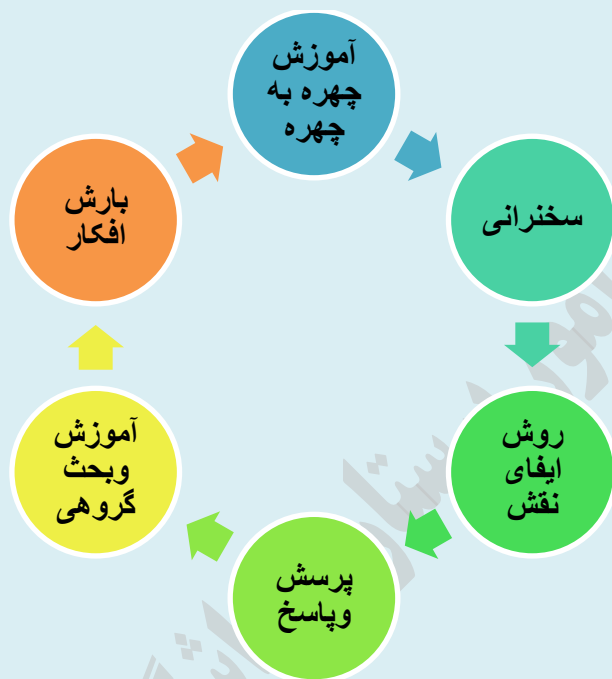 آموزش
چهره به
چهره
سخنرانی
روش
ایفای
نقش
پرسش
وپاسخ
آموزش
وبحث
گروهی
بارش
افکار